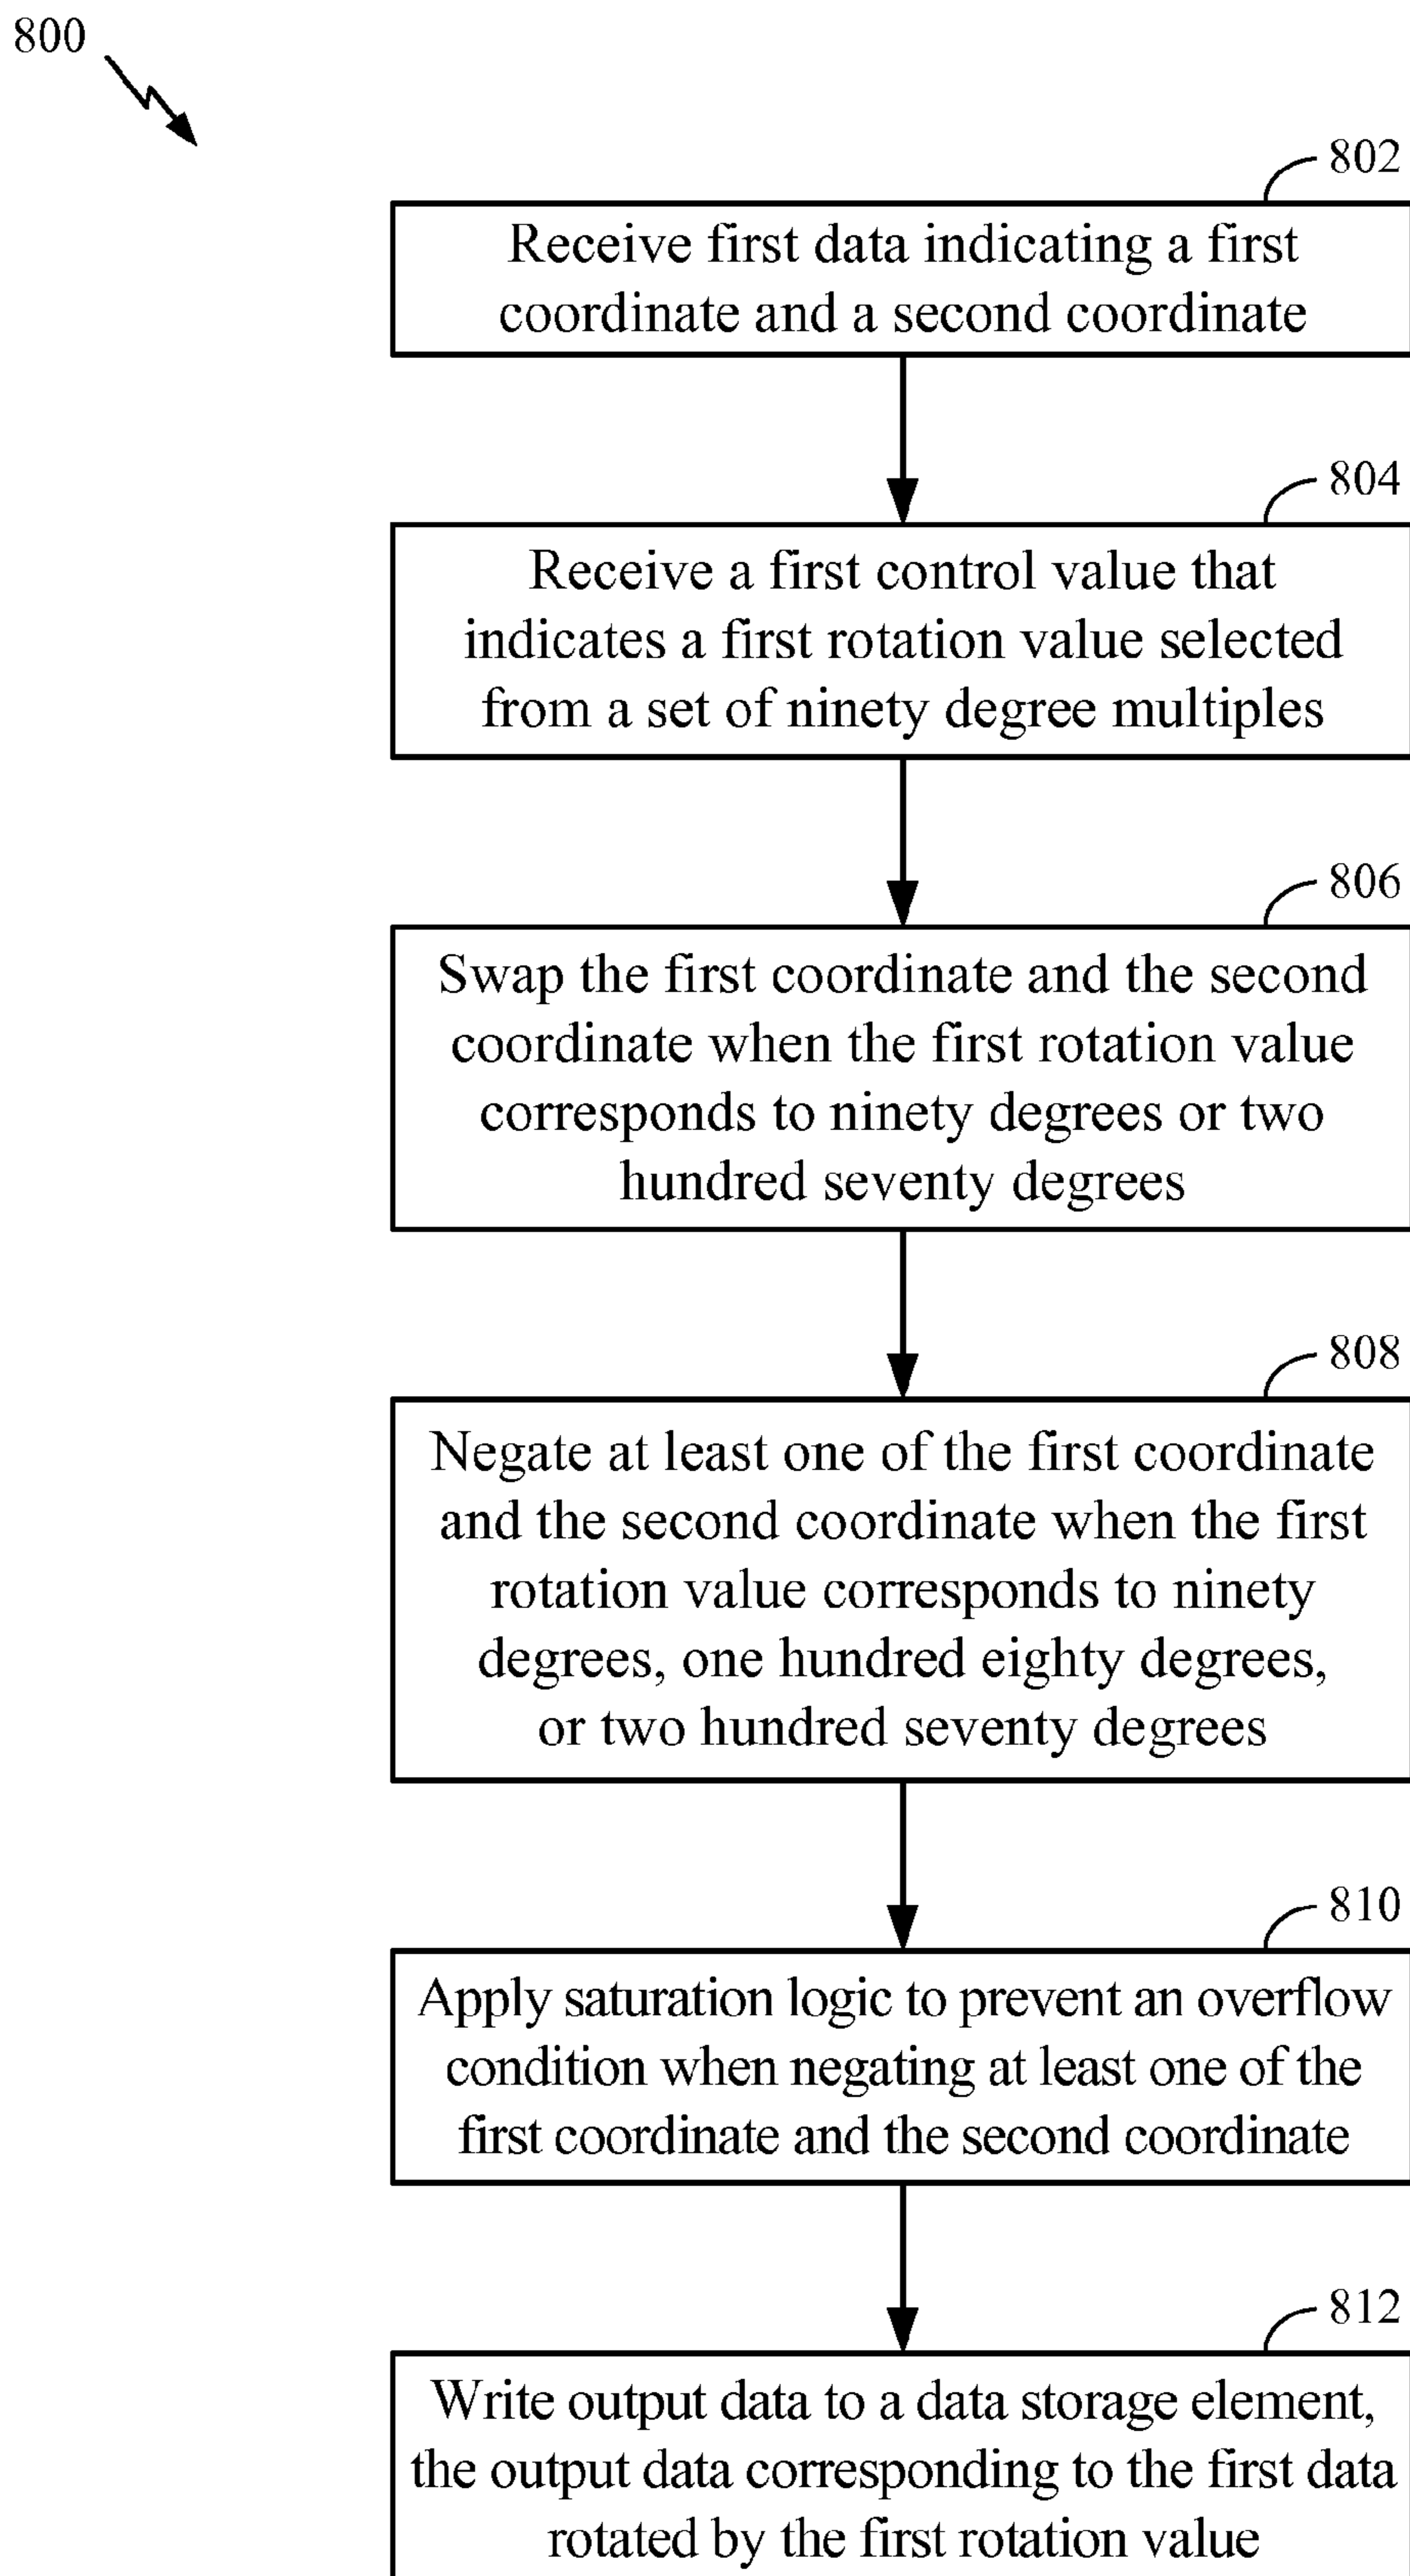 800
802
Receive first data indicating a first
coordinate and a second coordinate
804
Receive a first control value that
indicates a first rotation value selected
from a set of ninety degree multiples
806
Swap the first coordinate and the second
coordinate when the first rotation value
corresponds to ninety degrees or two
hundred seventy degrees
808
Negate at least one of the first coordinate
and the second coordinate when the first
rotation value corresponds to ninety
degrees, one hundred eighty degrees,
or two hundred seventy degrees
810
Apply saturation logic to prevent an overflow
condition when negating at least one of the
first coordinate and the second coordinate
812
Write output data to a data storage element,
the output data corresponding to the first data
rotated by the first rotation value